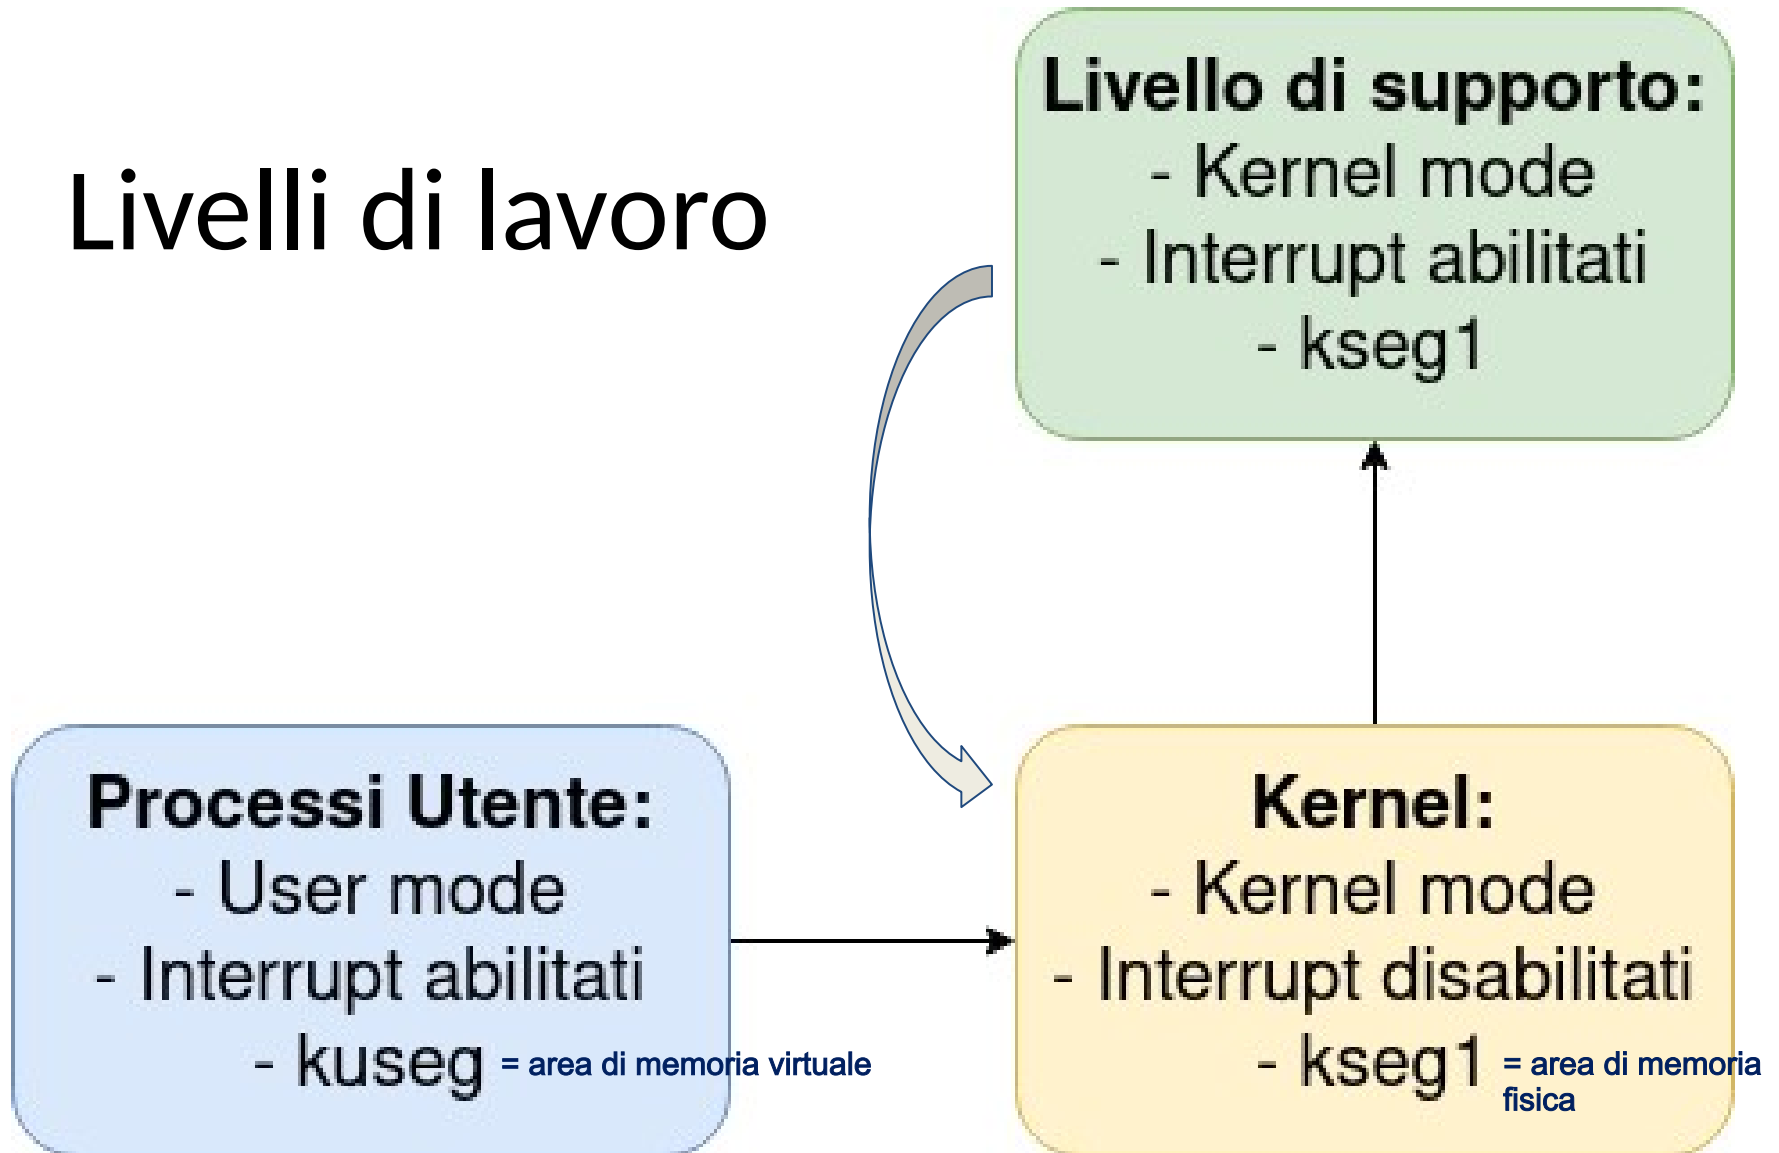 Livelli di lavoro
Livello di supporto:
- Kernel mode
- Interrupt abilitati
- kseg1
Processi Utente:
- User mode
- Interrupt abilitati
- kuseg = area di memoria virtuale
Kernel:
- Kernel mode
- Interrupt disabilitati
- kseg1 = area di memoria
fisica